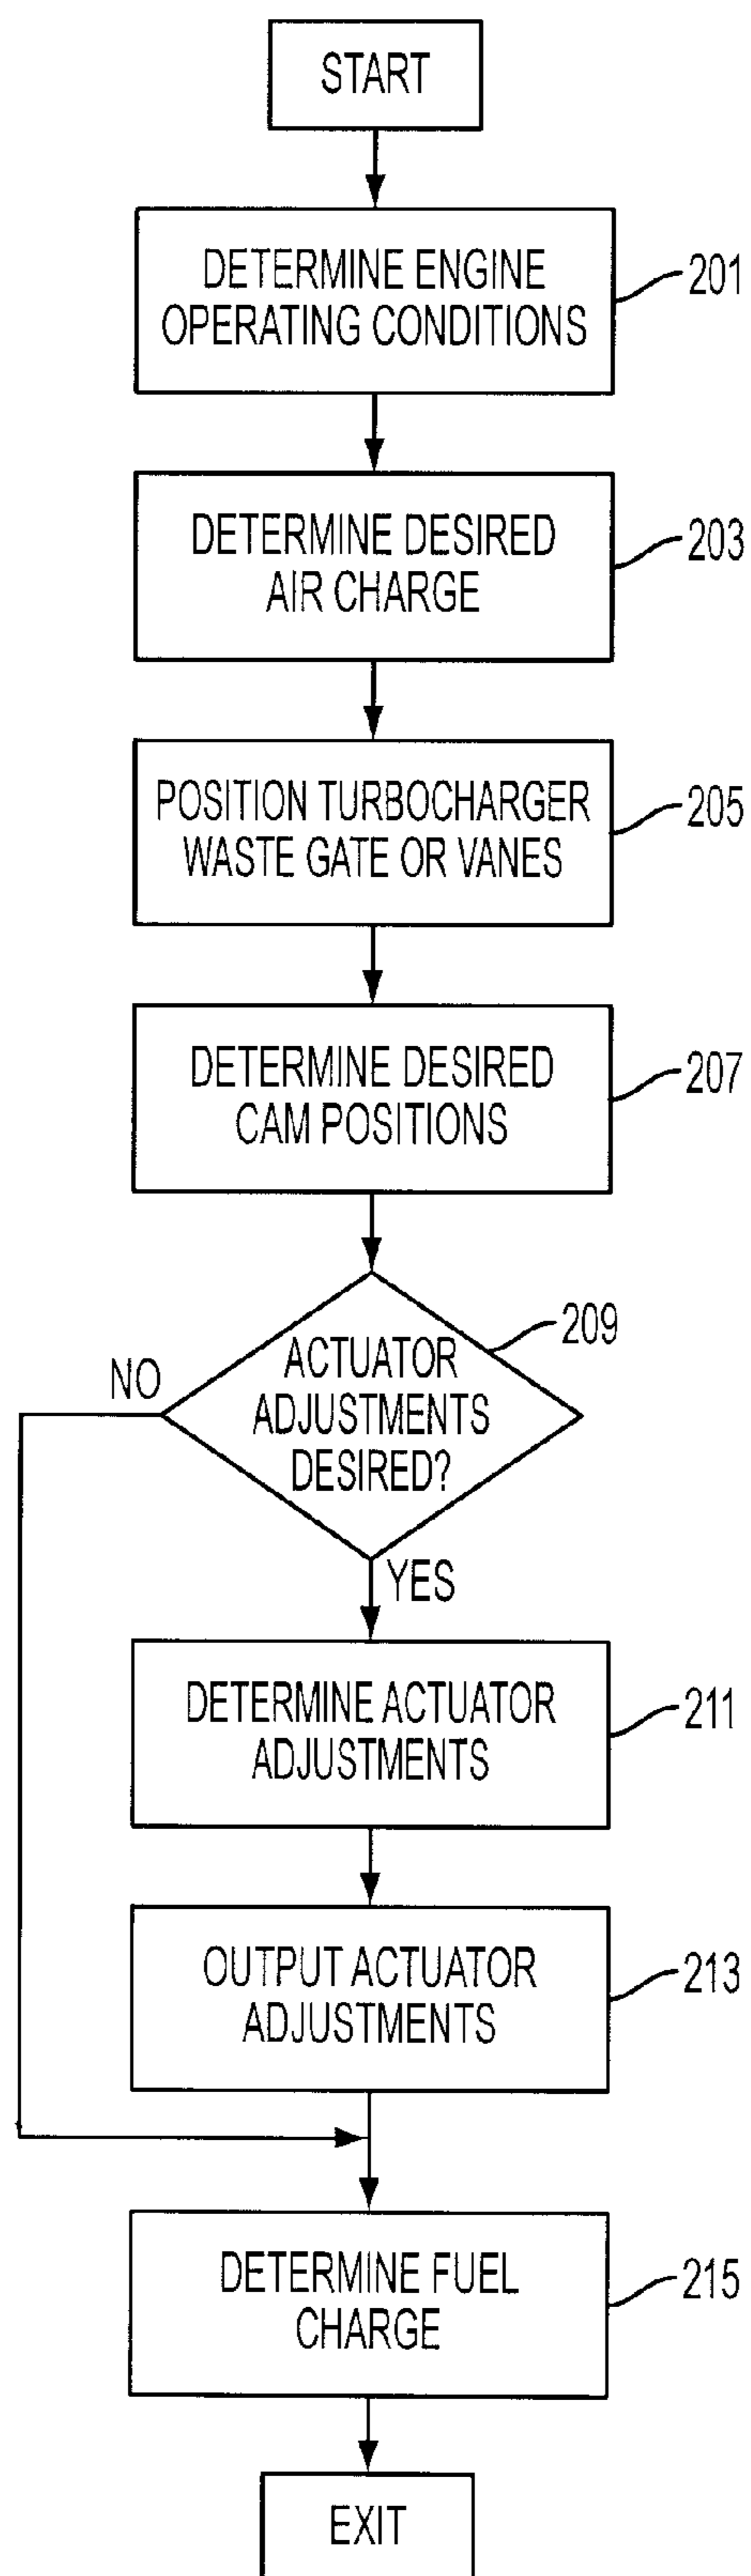 START
DETERMINE ENGINE
OPERATING CONDITIONS
201
DETERMINE DESIRED
AIR CHARGE
203
POSITION TURBOCHARGER
WASTE GATE OR VANES
205
DETERMINE DESIRED
CAM POSITIONS
207
209
ACTUATOR
ADJUSTMENTS
DESIRED?
NO
YES
DETERMINE ACTUATOR
ADJUSTMENTS
211
OUTPUT ACTUATOR
ADJUSTMENTS
213
DETERMINE FUEL
CHARGE
215
EXIT